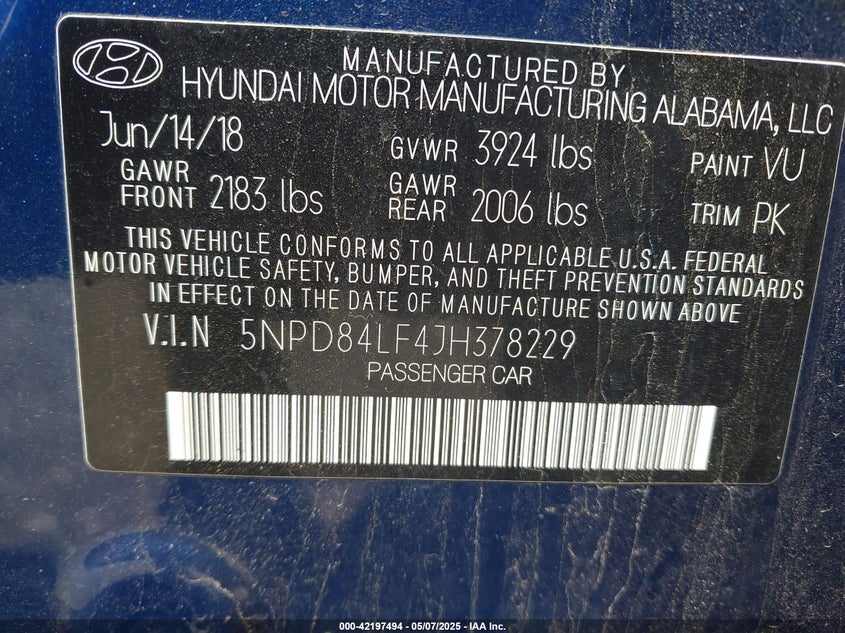 MANUFACTURED BY
HYUNDAI MOTOR MANUFACTURING ALABAMA, LLC
Jun/14/18 GVWR 3924 lbs PAINT VU
GAWR FRONT 2183 lbs GAWR REAR 2006 lbs TRIM PK
THIS VEHICLE CONFORMS TO ALL APPLICABLE U.S.A. FEDERAL
MOTOR VEHICLE SAFETY, BUMPER, AND THEFT PREVENTION STANDARDS
IN EFFECT ON THE DATE OF MANUFACTURE SHOWN ABOVE
V.I.N 5NPD84LF4JH378229
PASSENGER CAR
000-42197494 — 05/07/2025 — IAA Inc.